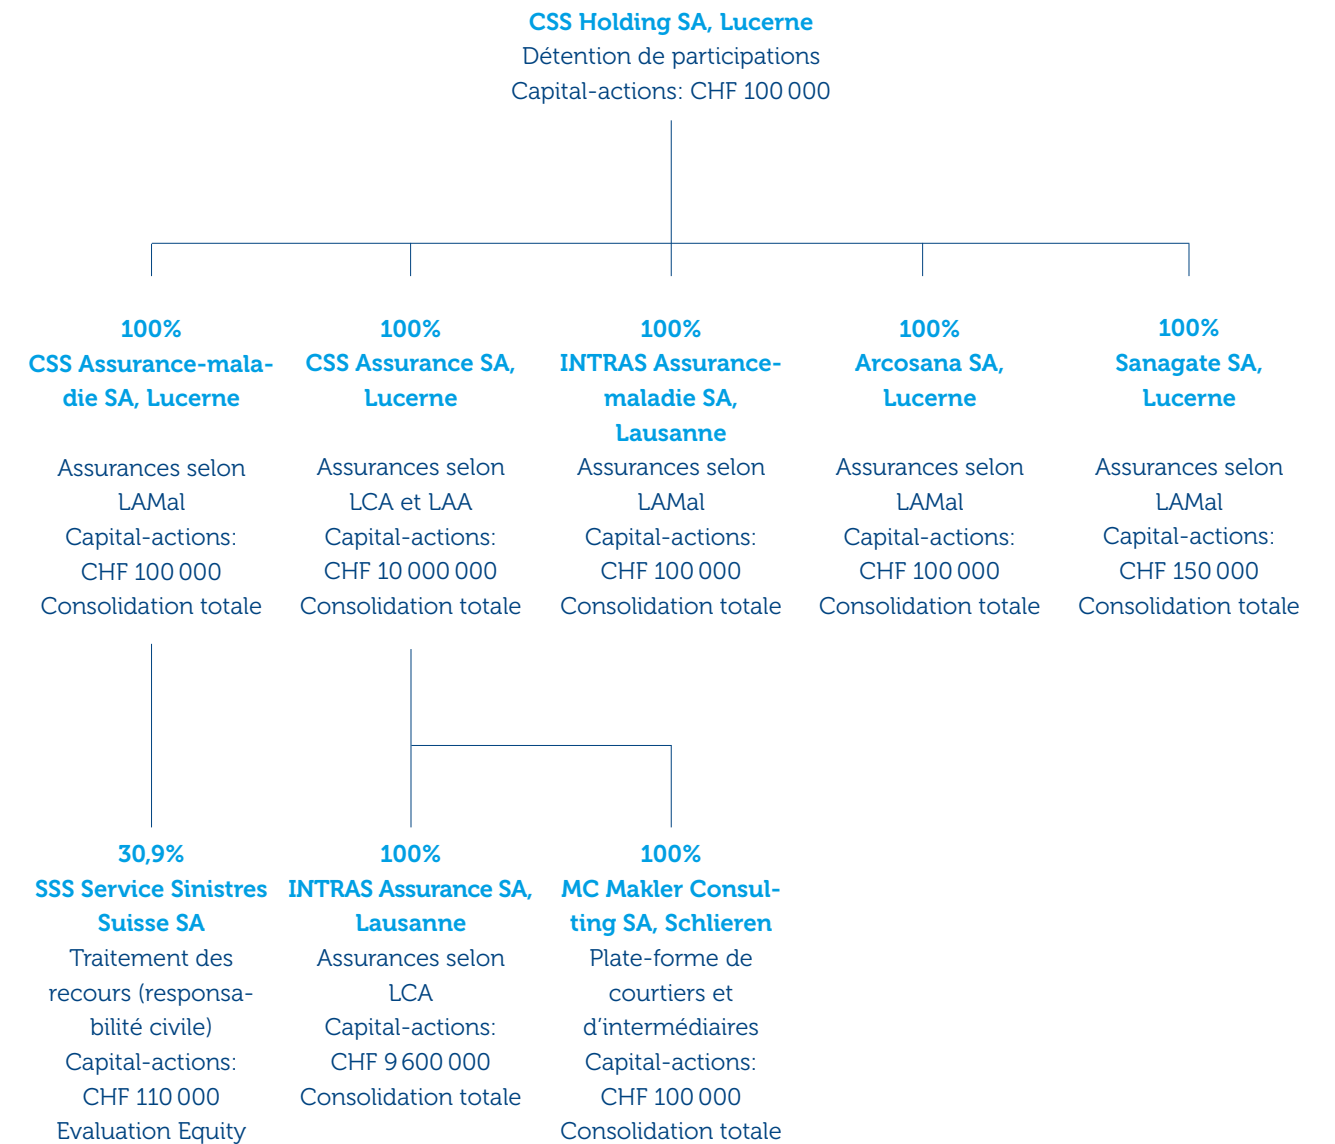 CSS Holding SA, Lucerne
Détention de participations
Capital-actions: CHF 100 000
100%
CSS Assurance-mala-
die SA, Lucerne
Assurances selon
LAMal
Capital-actions:
CHF 100 000
Consolidation totale
100%
CSS Assurance SA,
Lucerne
Assurances selon
LCA et LAA
Capital-actions:
CHF 10 000 000
Consolidation totale
100%
INTRAS Assurance-
maladie SA,
Lausanne
Assurances selon
LAMal
Capital-actions:
CHF 100 000
Consolidation totale
100%
Arcosana SA,
Lucerne
Assurances selon
LAMal
Capital-actions:
CHF 100 000
Consolidation totale
100%
Sanagate SA,
Lucerne
Assurances selon
LAMal
Capital-actions:
CHF 150 000
Consolidation totale
30,9%
SSS Service Sinistres
Suisse SA
Traitement des
recours (responsa-
bilité civile)
Capital-actions:
CHF 110 000
Evaluation Equity
100%
INTRAS Assurance SA,
Lausanne
Assurances selon
LCA
Capital-actions:
CHF 9 600 000
Consolidation totale
100%
MC Makler Consul-
ting SA, Schlieren
Plate-forme de
courtiers et
d’intermédiaires
Capital-actions:
CHF 100 000
Consolidation totale